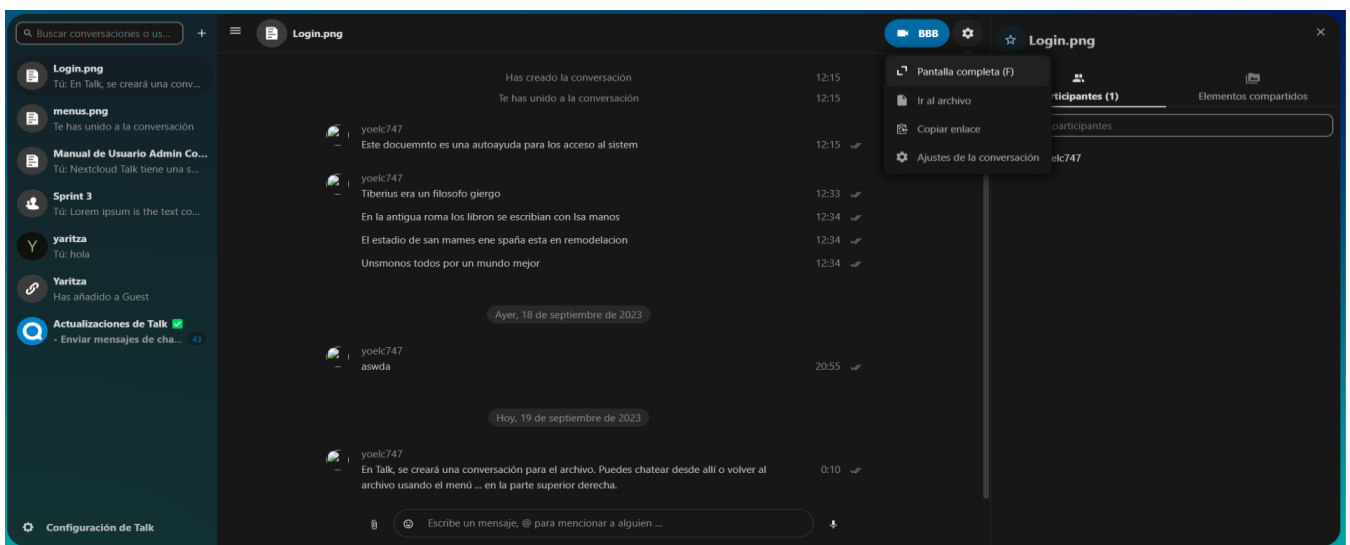 Buscar conversaciones o us...
+
Login.png
Tú: En Talk, se creará una conv...
menus.png
Te has unido a la conversación
Manual de Usuario Admin Co...
Tú: Nextcloud Talk tiene una s...
Sprint 3
Tú: Lorem ipsum is the text co...
Y
yaritza
Tú: hola
Yaritza
Has añadido a Guest
Actualizaciones de Talk ✅
- Enviar mensajes de cha... 43
Configuración de Talk
Login.png
BBB
Has creado la conversación 12:15
Te has unido a la conversación 12:15
yoelc747
Este docuemnto es una autoayuda para los acceso al sistem 12:15
yoelc747
Tiberius era un filosofo giergo 12:33
En la antigua roma los libron se escribian con lsa manos 12:34
El estadio de san mames ene spaña esta en remodelacion 12:34
Unsmonos todos por un mundo mejor 12:34
Ayer, 18 de septiembre de 2023
yoelc747
aswda 20:55
Hoy, 19 de septiembre de 2023
yoelc747
En Talk, se creará una conversación para el archivo. Puedes chatear desde allí o volver al 0:10
archivo usando el menú ... en la parte superior derecha.
Escribe un mensaje, @ para mencionar a alguien ...
Pantalla completa (F)
Ir al archivo
Copiar enlace
Ajustes de la conversación
Login.png
rticipantes (1)
Elementos compartidos
participantes
elc747